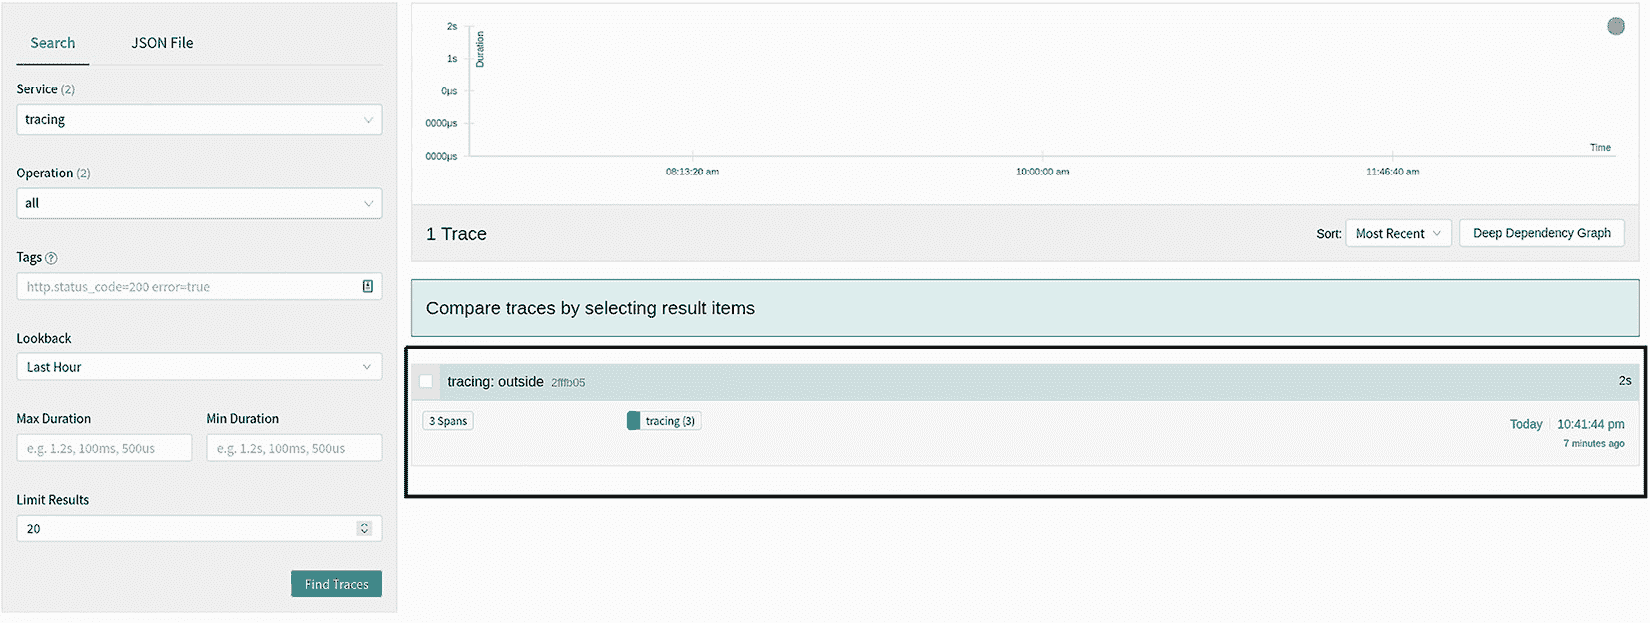 Search JSON File
Service (2)
tracing
Operation (2)
all
Tags ?
http.status_code=200 error=true
Lookback
Last Hour
Max Duration Min Duration
e.g. 1.2s, 100ms, 500us e.g. 1.2s, 100ms, 500us
Limit Results
20
Find Traces
2s
Duration
1s
0μs
0000μs
0000μs
Time
08:13:20 am 10:00:00 am 11:46:40 am
1 Trace Sort: Most Recent Deep Dependency Graph
Compare traces by selecting result items
tracing: outside 2fffb05 2s
3 Spans tracing (3) Today 10:41:44 pm
7 minutes ago